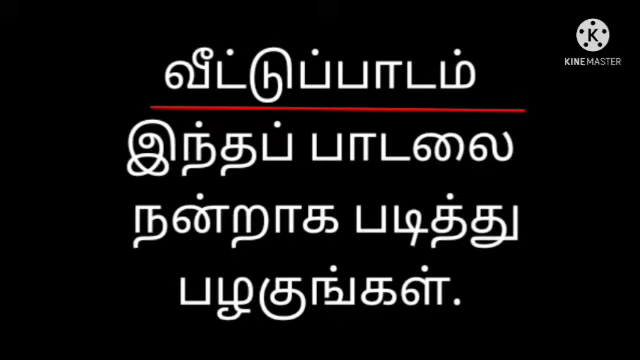 வீட்டுப்பாடம்
இந்தப் பாடலை
நன்றாக படித்து
பழகுங்கள்.
K
KINEMASTER